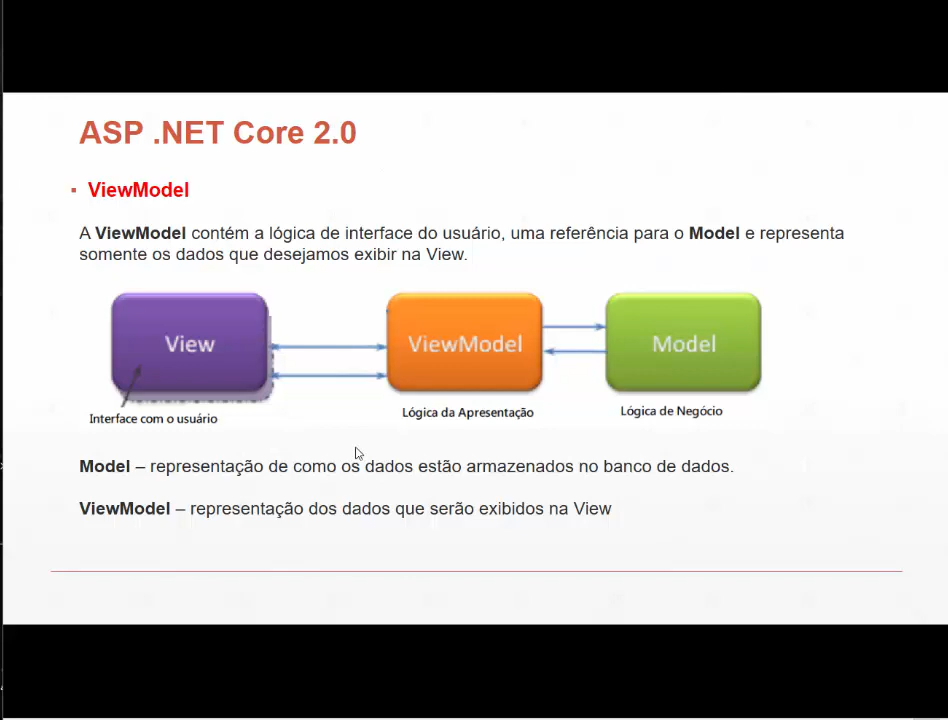 ASP .NET Core 2.0
▪ ViewModel
A ViewModel contém a lógica de interface do usuário, uma referência para o Model e representa
somente os dados que desejamos exibir na View.
View
ViewModel
Model
Interface com o usuário
Lógica da Apresentação
Lógica de Negócio
Model – representação de como os dados estão armazenados no banco de dados.
ViewModel – representação dos dados que serão exibidos na View